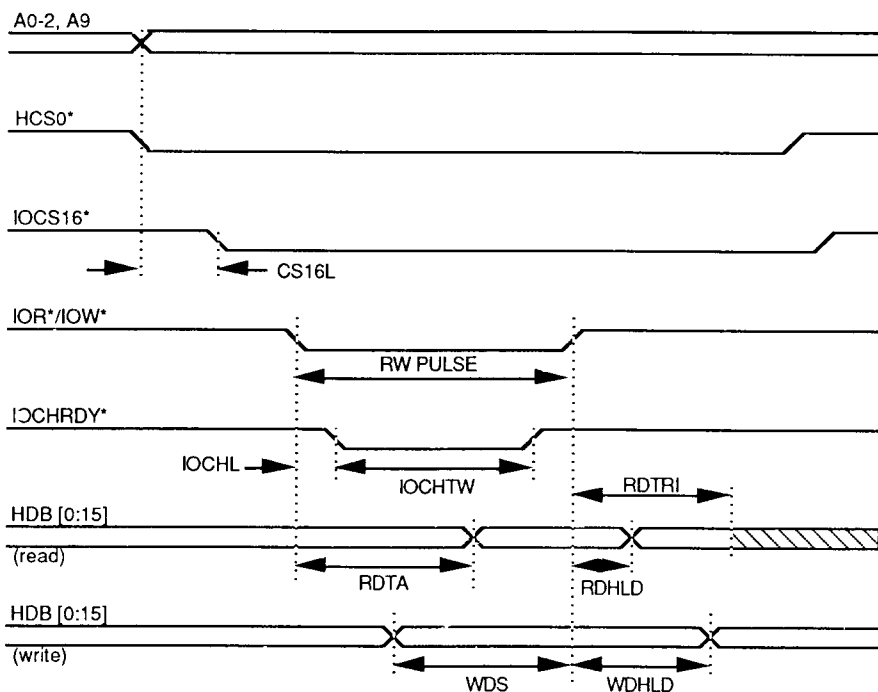 A0-2, A9
HCS0*
IOCS16*
CS16L
IOR*/IOW*
RW PULSE
IOCHRDY*
IOCHL
IOCHTW
RDTRI
HDB [0:15]
(read)
RDTA
RDHLD
HDB [0:15]
(write)
WDS
WDHLD